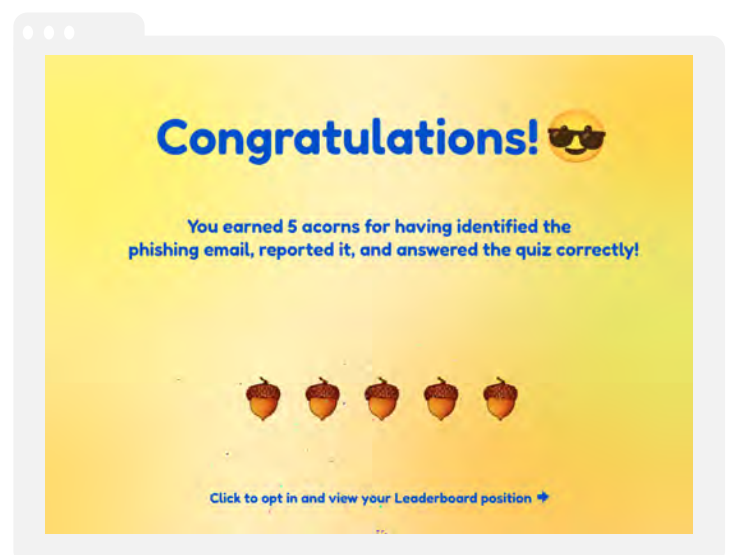 Congratulations! 😎
You earned 5 acorns for having identified the
phishing email, reported it, and answered the quiz correctly!
Click to opt in and view your Leaderboard position ➜